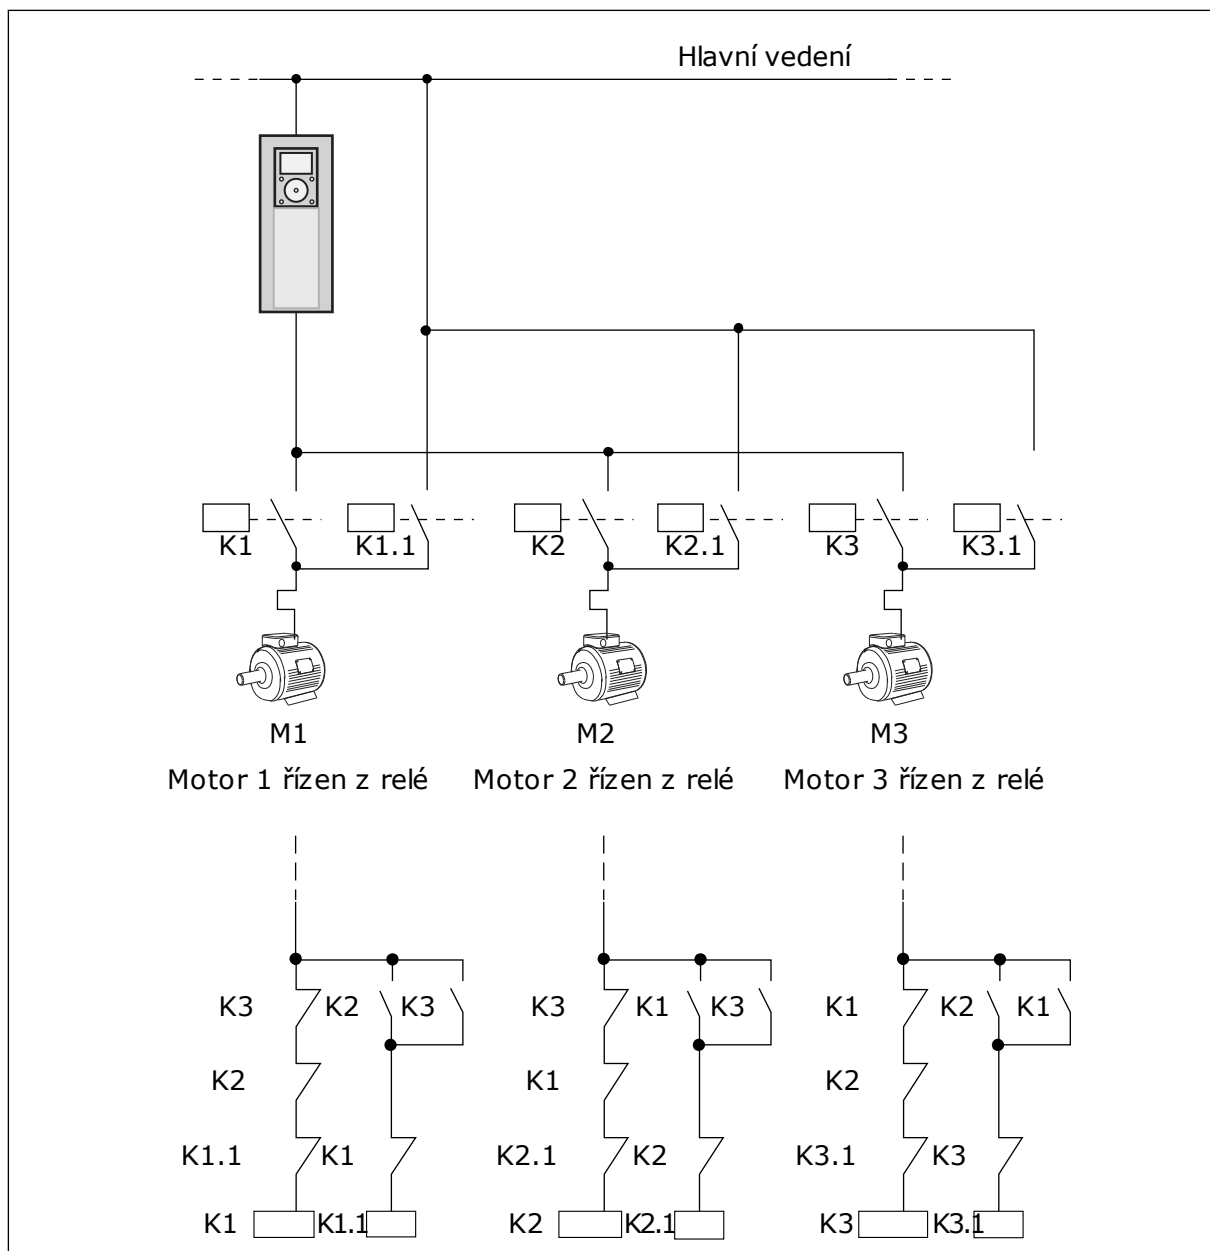 Hlavní vedení
K1 K1.1 K2 K2.1 K3 K3.1
M1 M2 M3
Motor 1 řízen z relé Motor 2 řízen z relé Motor 3 řízen z relé
K3 K2 K3 K3 K1 K3 K1 K2 K1
K2 K1 K2
K1.1 K1 K2.1 K2 K3.1 K3
K1 K1.1 K2 K2.1 K3 K3.1